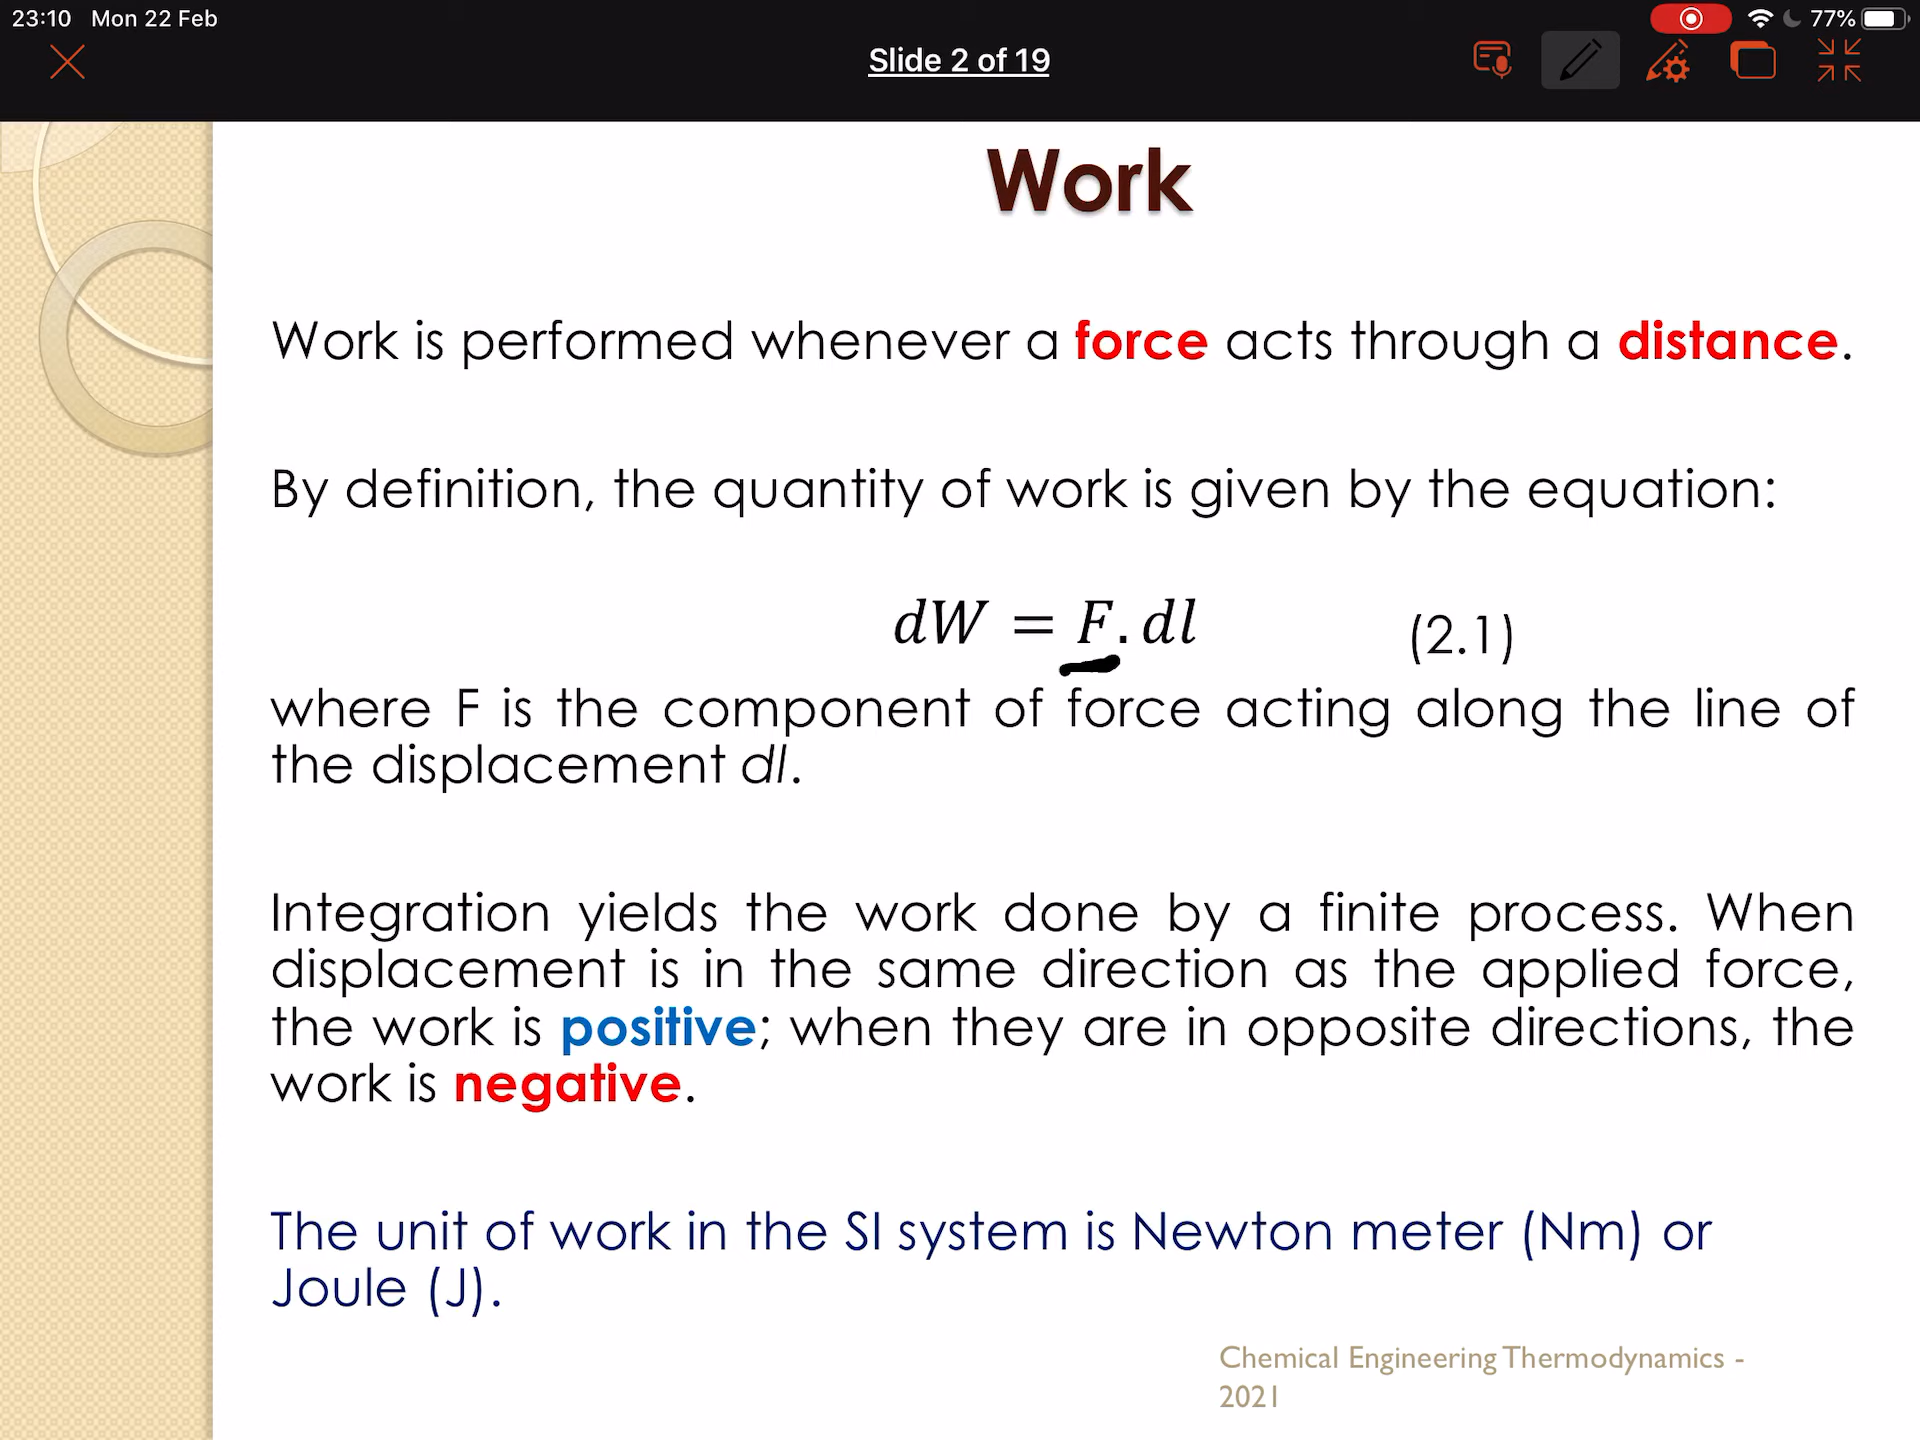 23:10 Mon 22 Feb
77%
Slide 2 of 19
Work
Work is performed whenever a force acts through a distance.
By definition, the quantity of work is given by the equation:
dW = F. dl (2.1)
where F is the component of force acting along the line of
the displacement dl.
Integration yields the work done by a finite process. When
displacement is in the same direction as the applied force,
the work is positive; when they are in opposite directions, the
work is negative.
The unit of work in the SI system is Newton meter (Nm) or
Joule (J).
Chemical Engineering Thermodynamics -
2021